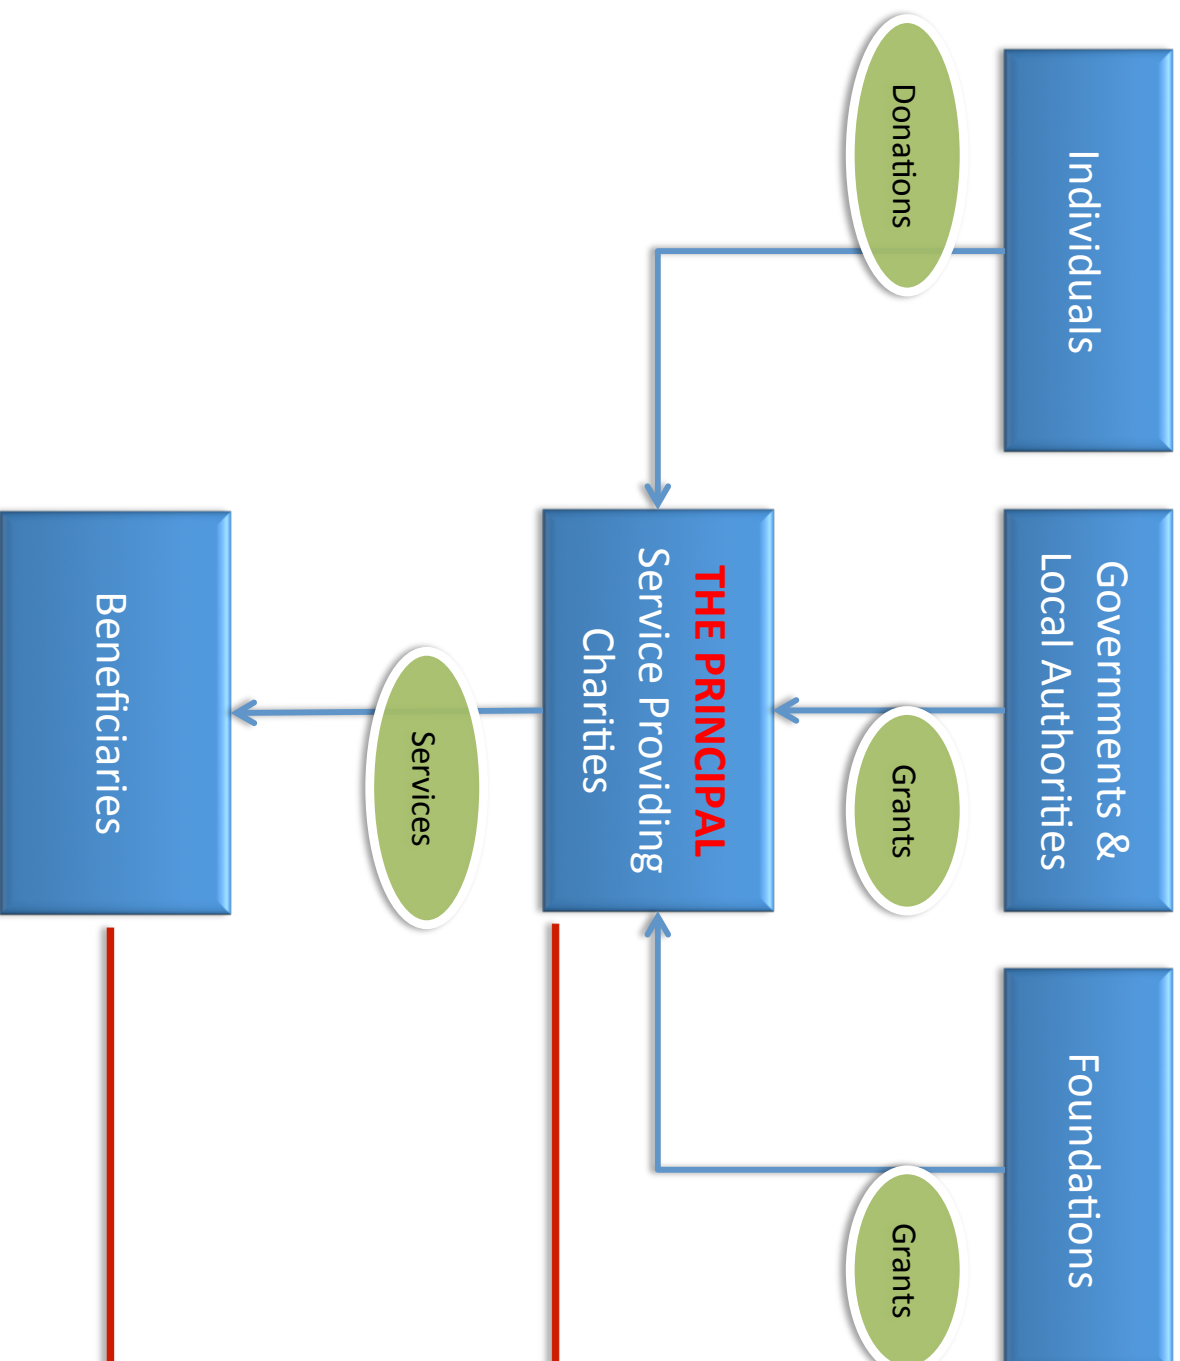 Individuals
Governments &
Local Authorities
Foundations
Donations
Grants
Grants
THE PRINCIPAL
Service Providing
Charities
Services
Beneficiaries